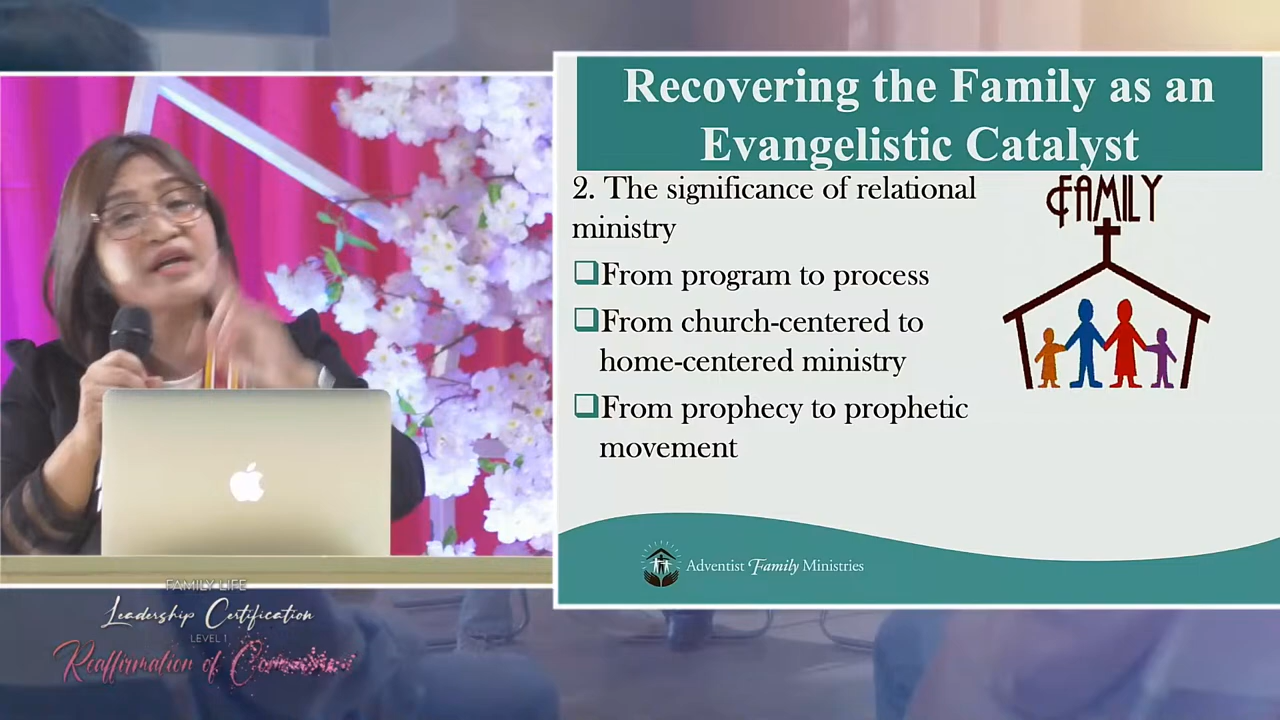 Recovering the Family as an
Evangelistic Catalyst
2. The significance of relational
ministry
From program to process
From church-centered to
home-centered ministry
From prophecy to prophetic
movement
FAMILY
Adventist Family Ministries
FAMILY LIFE
Leadership Certification
LEVEL 1
Reaffirmation of